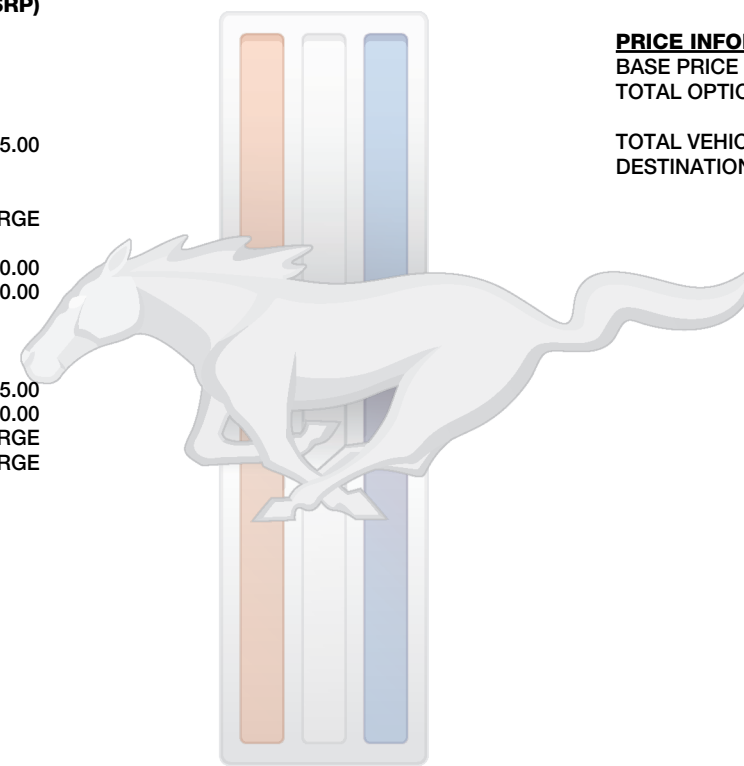 SRP)
5.00
RGE
0.00
0.00
5.00
0.00
RGE
RGE
PRICE INFO
BASE PRICE
TOTAL OPTIO
TOTAL VEHIC
DESTINATION